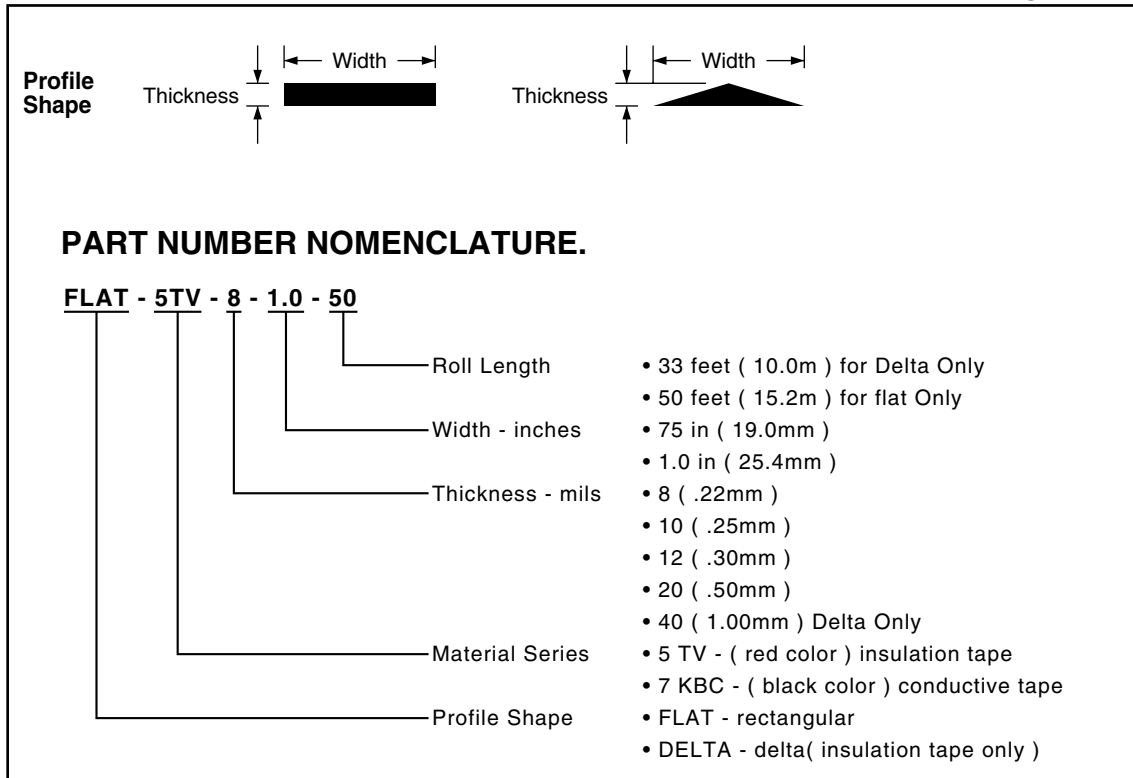 Profile
Shape
Thickness
Width
Thickness
Width
PART NUMBER NOMENCLATURE.
FLAT - 5TV - 8 - 1.0 - 50
Roll Length • 33 feet ( 10.0m ) for Delta Only
• 50 feet ( 15.2m ) for flat Only
Width - inches • 75 in ( 19.0mm )
• 1.0 in ( 25.4mm )
Thickness - mils • 8 ( .22mm )
• 10 ( .25mm )
• 12 ( .30mm )
• 20 ( .50mm )
• 40 ( 1.00mm ) Delta Only
Material Series • 5 TV - ( red color ) insulation tape
• 7 KBC - ( black color ) conductive tape
Profile Shape • FLAT - rectangular
• DELTA - delta( insulation tape only )